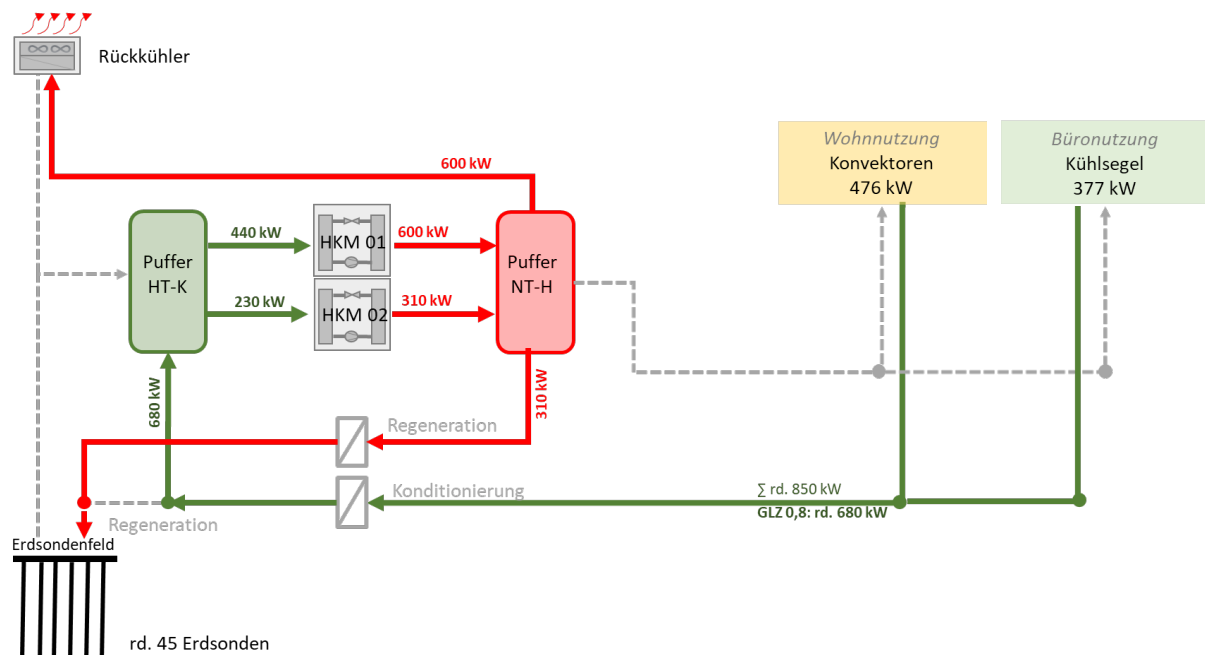 Rückkühler
600 kW
Wohnnutzung
Konvektoren
476 kW
Büronutzung
Kühlsegel
377 kW
Puffer
HT-K
440 kW
230 kW
HKM 01
HKM 02
600 kW
310 kW
Puffer
NT-H
680 kW
310 kW
Regeneration
Konditionierung
∑ rd. 850 kW
GLZ 0,8: rd. 680 kW
Regeneration
Erdsondenfeld
rd. 45 Erdsonden